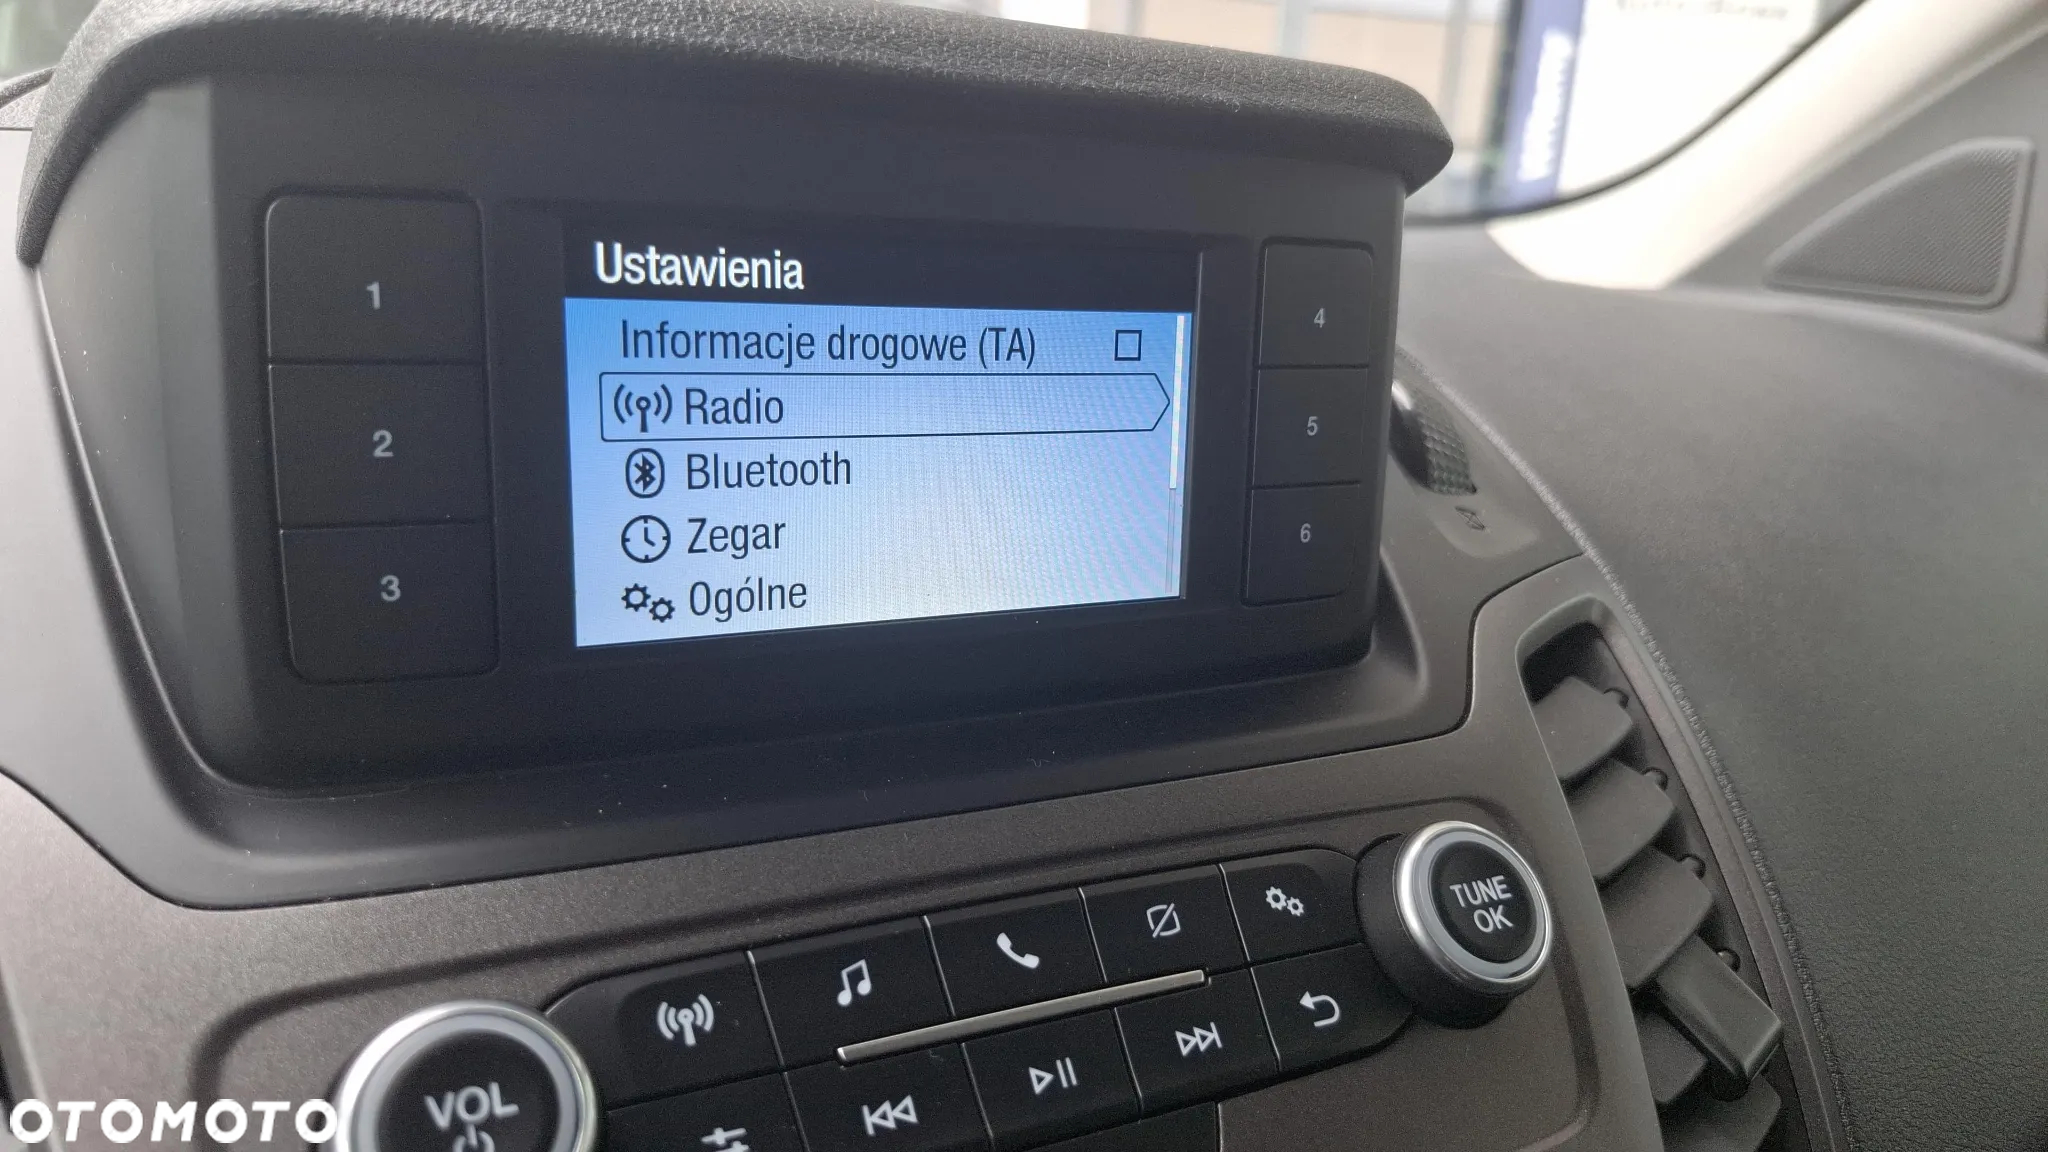 Ustawienia
Informacje drogowe (TA)
Radio
Bluetooth
Zegar
Ogólne
1
2
3
4
5
6
TUNE
OK
VOL
OTOMOTO